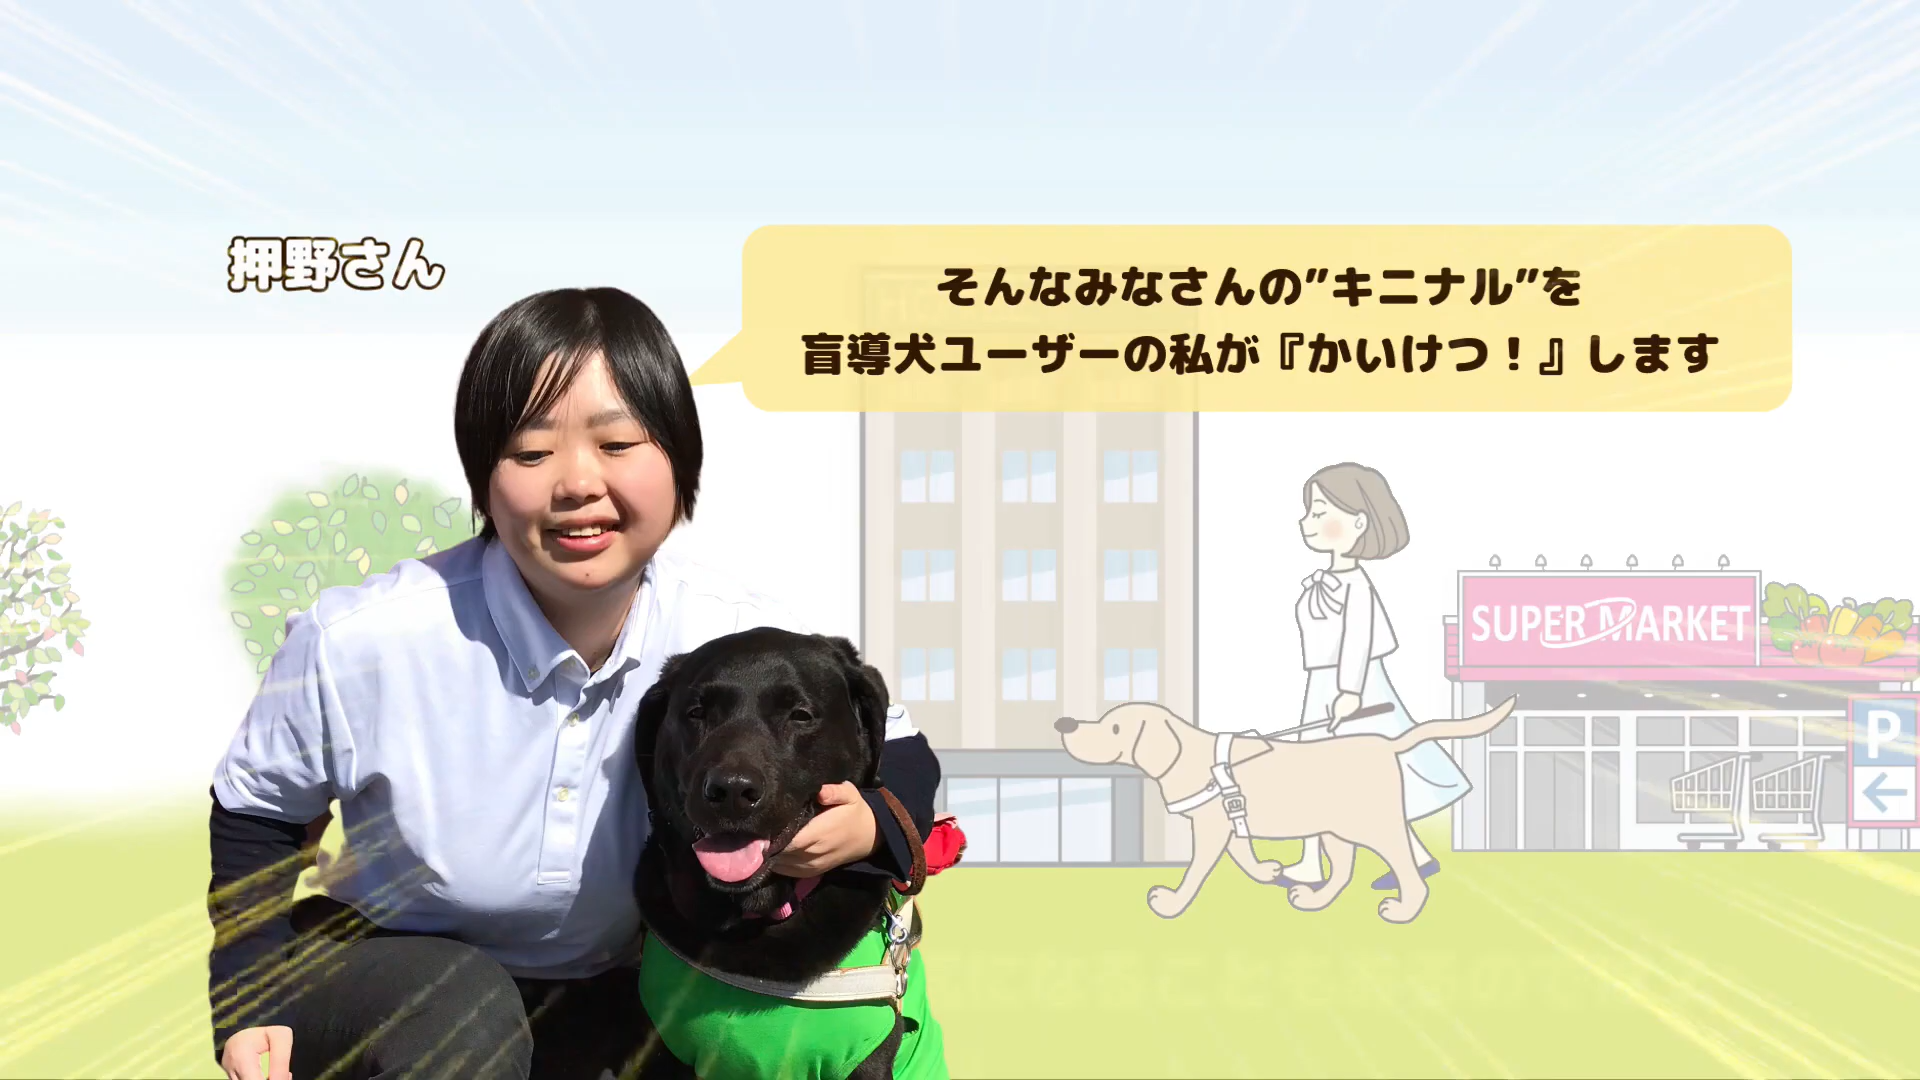 押野さん
そんなみなさんの”キニナル”を
盲導犬ユーザーの私が『かいけつ！』します
SUPER MARKET
P